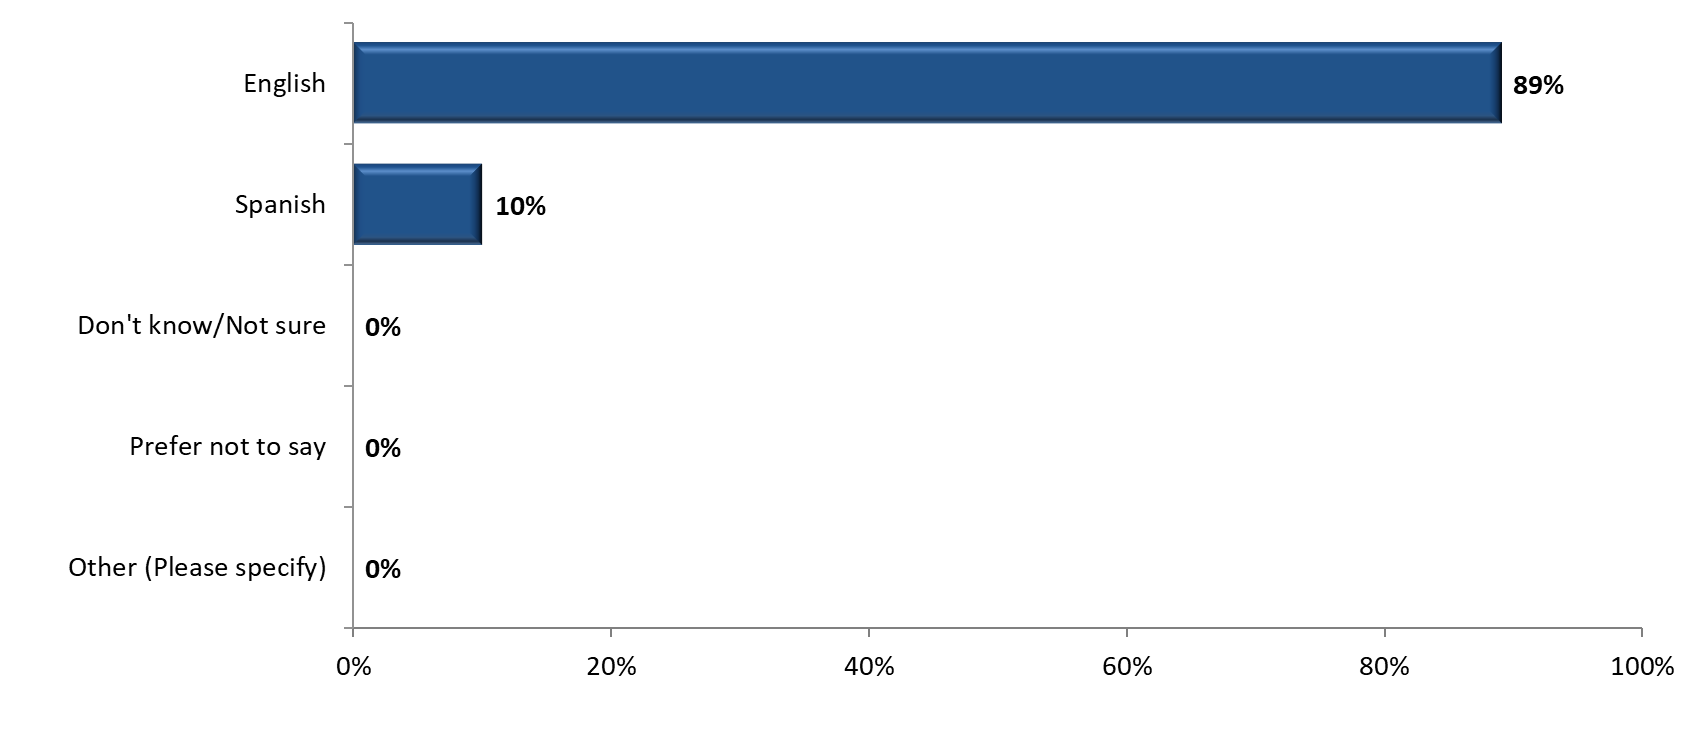 English
89%
Spanish
10%
Don't know/Not sure
0%
Prefer not to say
0%
Other (Please specify)
0%
0% 20% 40% 60% 80% 100%